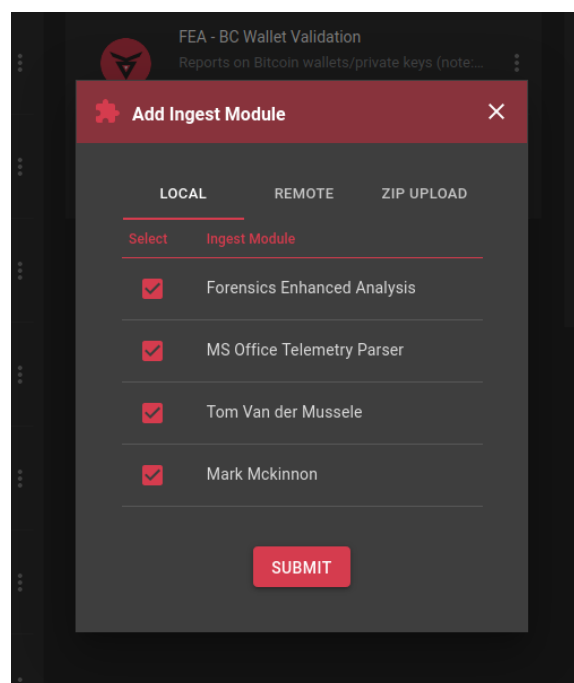 FEA - BC Wallet Validation
Reports on Bitcoin wallets/private keys (note:...
Add Ingest Module
LOCAL REMOTE ZIP UPLOAD
Select Ingest Module
Forensics Enhanced Analysis
MS Office Telemetry Parser
Tom Van der Mussele
Mark Mckinnon
SUBMIT